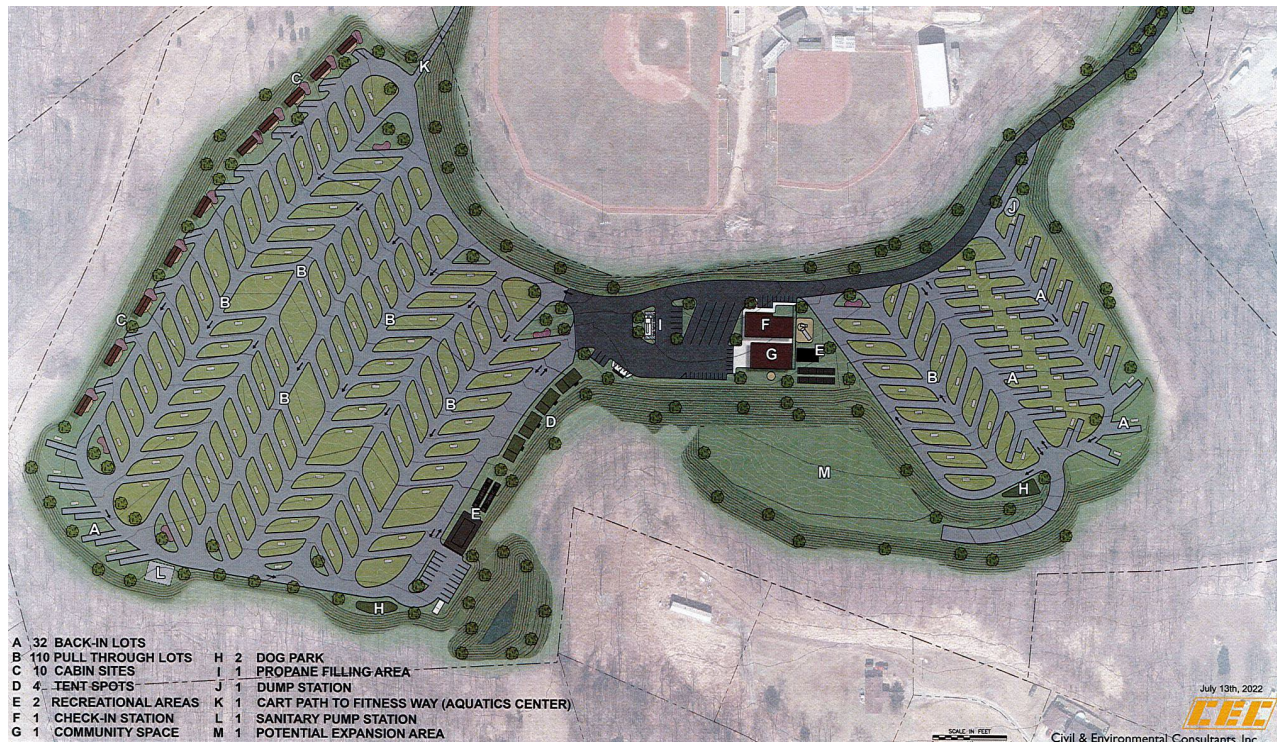 K
C
J
A
B
B
I
F
C
B
B
G
E
A
B
B
B
D
A
M
E
H
A
L
H
A 32 BACK-IN LOTS
B 110 PULL THROUGH LOTS H 2 DOG PARK
C 10 CABIN SITES I 1 PROPANE FILLING AREA
D 4 TENT SPOTS J 1 DUMP STATION
E 2 RECREATIONAL AREAS K 1 CART PATH TO FITNESS WAY (AQUATICS CENTER)
F 1 CHECK-IN STATION L 1 SANITARY PUMP STATION
G 1 COMMUNITY SPACE M 1 POTENTIAL EXPANSION AREA
SCALE IN FEET
July 13th, 2022
CEC
Civil & Environmental Consultants, Inc.